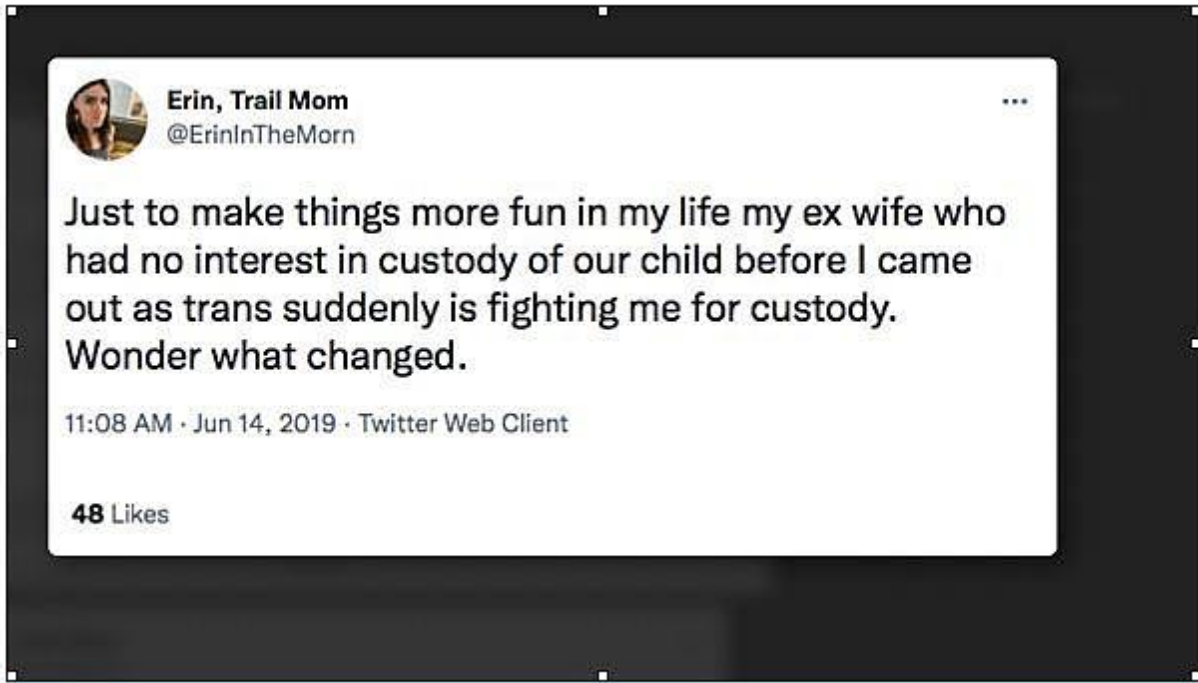 Erin, Trail Mom
@ErinInTheMorn
Just to make things more fun in my life my ex wife who
had no interest in custody of our child before I came
out as trans suddenly is fighting me for custody.
Wonder what changed.
11:08 AM · Jun 14, 2019 · Twitter Web Client
48 Likes